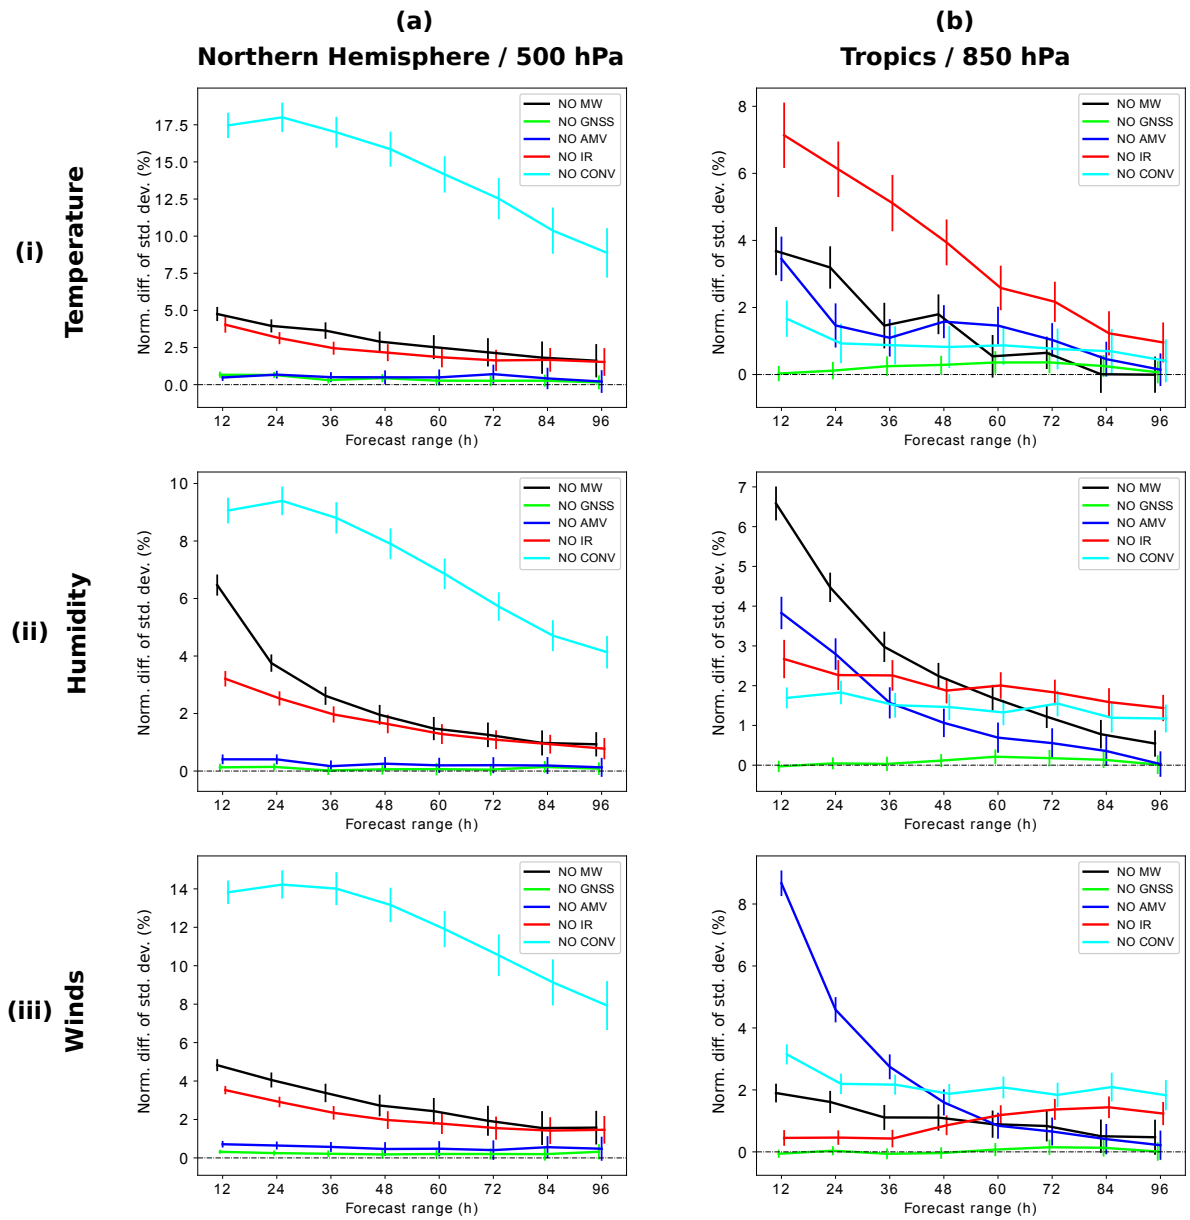 (a)
Northern Hemisphere / 500 hPa
(b)
Tropics / 850 hPa
(i)
Temperature
Norm. diff. of std. dev. (%)
17.5
15.0
12.5
10.0
7.5
5.0
2.5
0.0
12 24 36 48 60 72 84 96
Forecast range (h)
NO MW
NO GNSS
NO AMV
NO IR
NO CONV
Norm. diff. of std. dev. (%)
8
6
4
2
0
12 24 36 48 60 72 84 96
Forecast range (h)
NO MW
NO GNSS
NO AMV
NO IR
NO CONV
(ii)
Humidity
Norm. diff. of std. dev. (%)
10
8
6
4
2
0
12 24 36 48 60 72 84 96
Forecast range (h)
NO MW
NO GNSS
NO AMV
NO IR
NO CONV
Norm. diff. of std. dev. (%)
7
6
5
4
3
2
1
0
12 24 36 48 60 72 84 96
Forecast range (h)
NO MW
NO GNSS
NO AMV
NO IR
NO CONV
(iii)
Winds
Norm. diff. of std. dev. (%)
14
12
10
8
6
4
2
0
12 24 36 48 60 72 84 96
Forecast range (h)
NO MW
NO GNSS
NO AMV
NO IR
NO CONV
Norm. diff. of std. dev. (%)
8
6
4
2
0
12 24 36 48 60 72 84 96
Forecast range (h)
NO MW
NO GNSS
NO AMV
NO IR
NO CONV